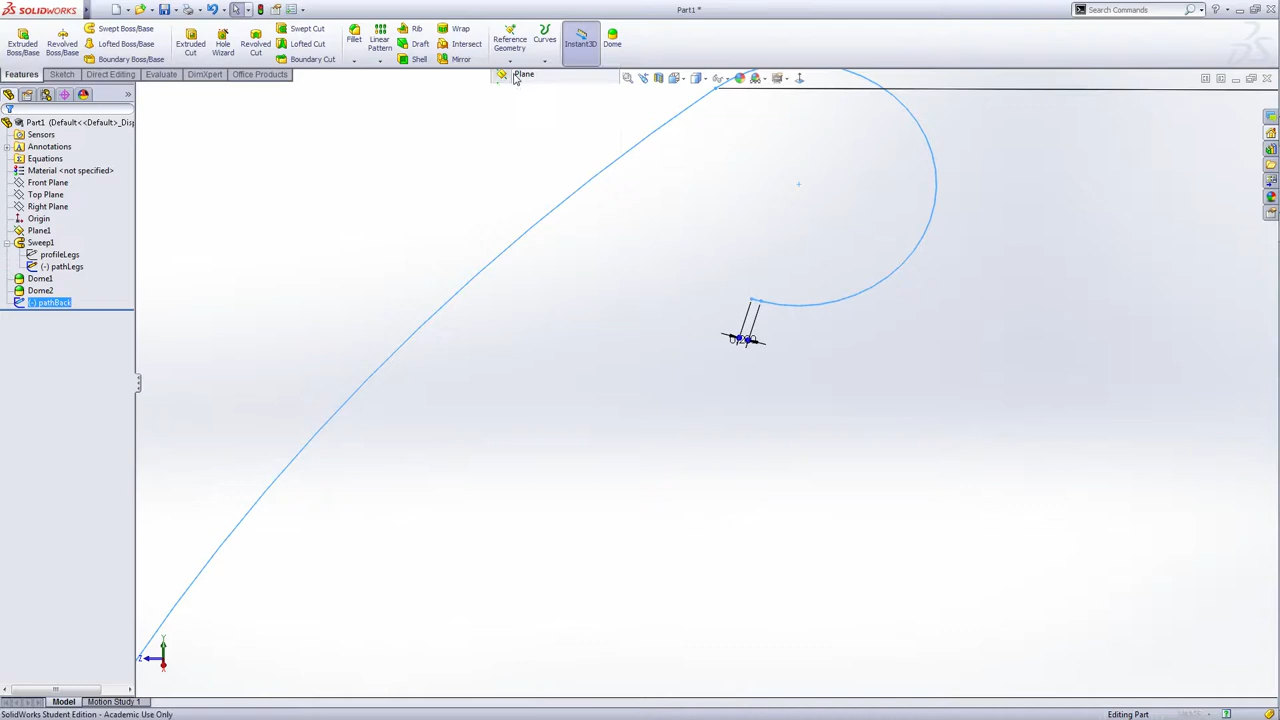 SOLIDWORKS
Part1 *
Search Commands
Extruded Boss/Base
Revolved Boss/Base
Swept Boss/Base
Lofted Boss/Base
Boundary Boss/Base
Extruded Cut
Hole Wizard
Revolved Cut
Swept Cut
Lofted Cut
Boundary Cut
Fillet
Linear Pattern
Rib
Draft
Shell
Wrap
Intersect
Mirror
Reference Geometry
Curves
Instant3D
Dome
Features
Sketch
Direct Editing
Evaluate
DimXpert
Office Products
Plane
Part1 (Default<<Default>_Disp
Sensors
Annotations
Equations
Material <not specified>
Front Plane
Top Plane
Right Plane
Origin
Plane1
Sweep1
profileLegs
(-) pathLegs
Dome1
Dome2
(-) pathBack
Y
Z
X
Model
Motion Study 1
SolidWorks Student Edition - Academic Use Only
Editing Part